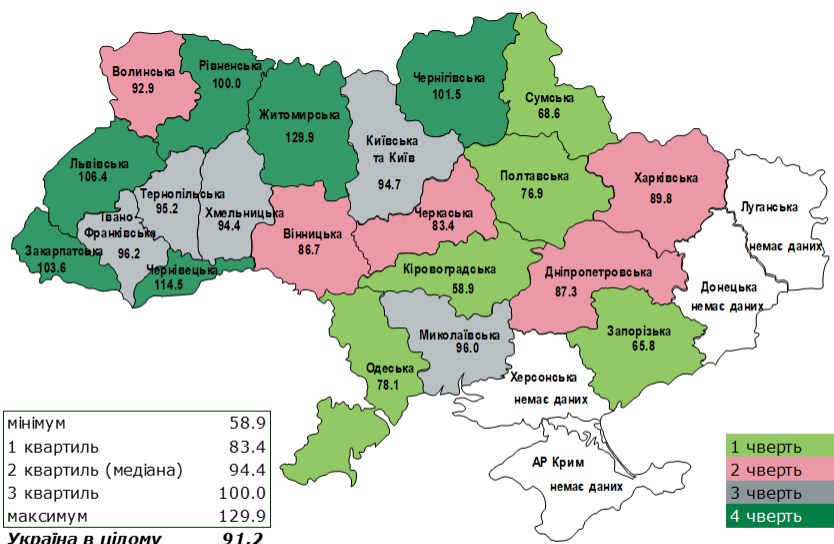 Волинська
92.9
Рівненська
100.0
Житомирська
129.9
Чернігівська
101.5
Сумська
68.6
Київська
та Київ
94.7
Львівська
106.4
Тернопільська
95.2
Хмельницька
94.4
Івано
Франківська
96.2
Закарпатська
103.6
Чернівецька
114.5
Вінницька
86.7
Черкаська
83.4
Полтавська
76.9
Харківська
89.8
Луганська
немає даних
Донецька
немає даних
Кіровоградська
58.9
Дніпропетровська
87.3
Запорізька
65.8
Миколаївська
96.0
Одеська
78.1
Херсонська
немає даних
АР Крим
немає даних
мінімум 58.9
1 квартиль 83.4
2 квартиль (медіана) 94.4
3 квартиль 100.0
максимум 129.9
Україна в цілому 91.2
1 чверть
2 чверть
3 чверть
4 чверть